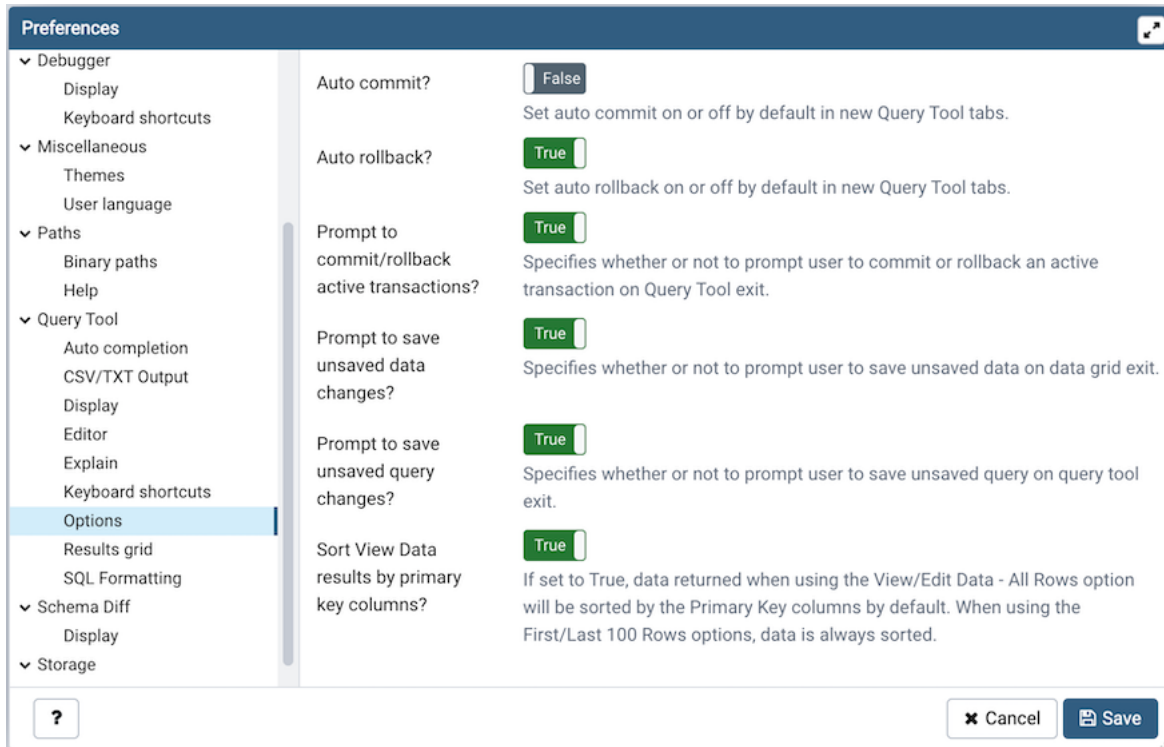 Preferences
Debugger
Display
Keyboard shortcuts
Miscellaneous
Themes
User language
Paths
Binary paths
Help
Query Tool
Auto completion
CSV/TXT Output
Display
Editor
Explain
Keyboard shortcuts
Options
Results grid
SQL Formatting
Schema Diff
Display
Storage
Auto commit?
False
Set auto commit on or off by default in new Query Tool tabs.
Auto rollback?
True
Set auto rollback on or off by default in new Query Tool tabs.
Prompt to
commit/rollback
active transactions?
True
Specifies whether or not to prompt user to commit or rollback an active
transaction on Query Tool exit.
Prompt to save
unsaved data
changes?
True
Specifies whether or not to prompt user to save unsaved data on data grid exit.
Prompt to save
unsaved query
changes?
True
Specifies whether or not to prompt user to save unsaved query on query tool
exit.
Sort View Data
results by primary
key columns?
True
If set to True, data returned when using the View/Edit Data - All Rows option
will be sorted by the Primary Key columns by default. When using the
First/Last 100 Rows options, data is always sorted.
?
Cancel
Save